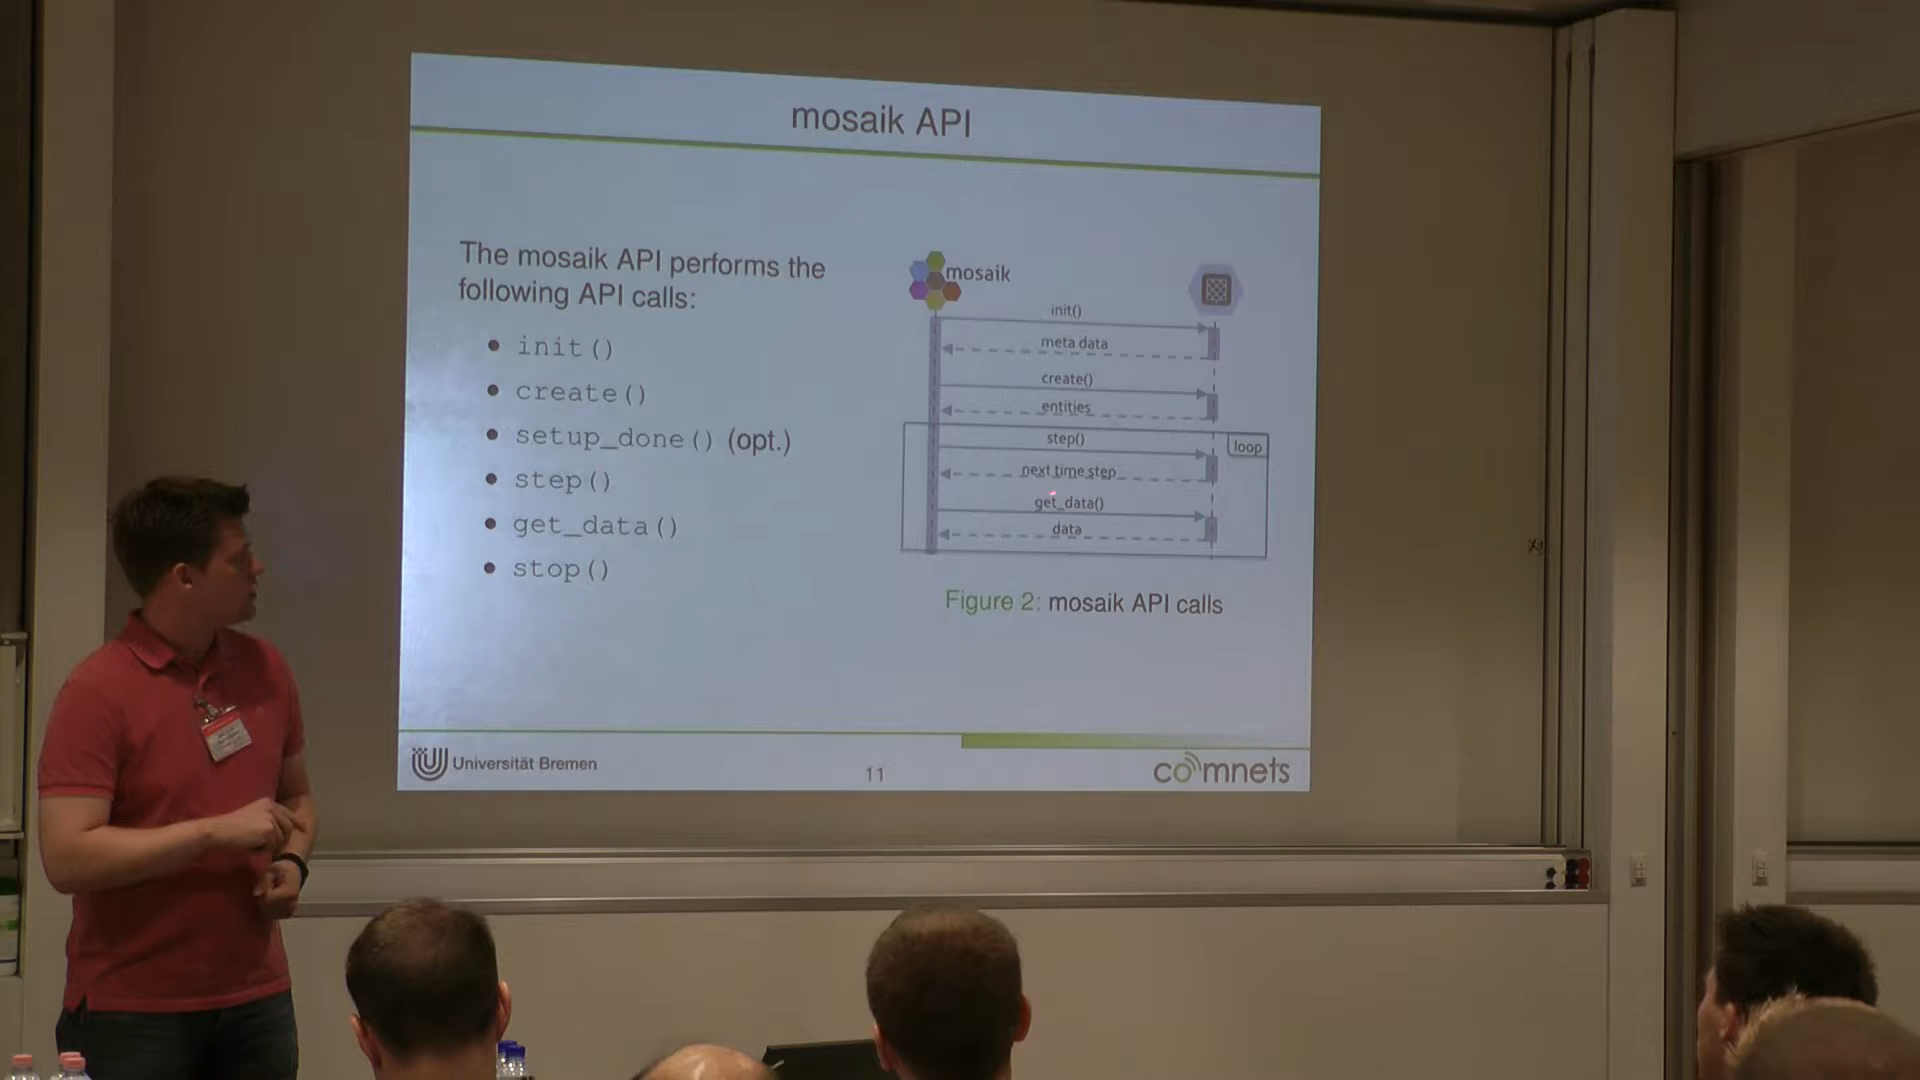 mosaik API
The mosaik API performs the
following API calls:
• init()
• create()
• setup_done() (opt.)
• step()
• get_data()
• stop()
mosaik
init()
meta data
create()
entities
step()
loop
next time step
get_data()
data
Figure 2: mosaik API calls
Universität Bremen
11
comnets